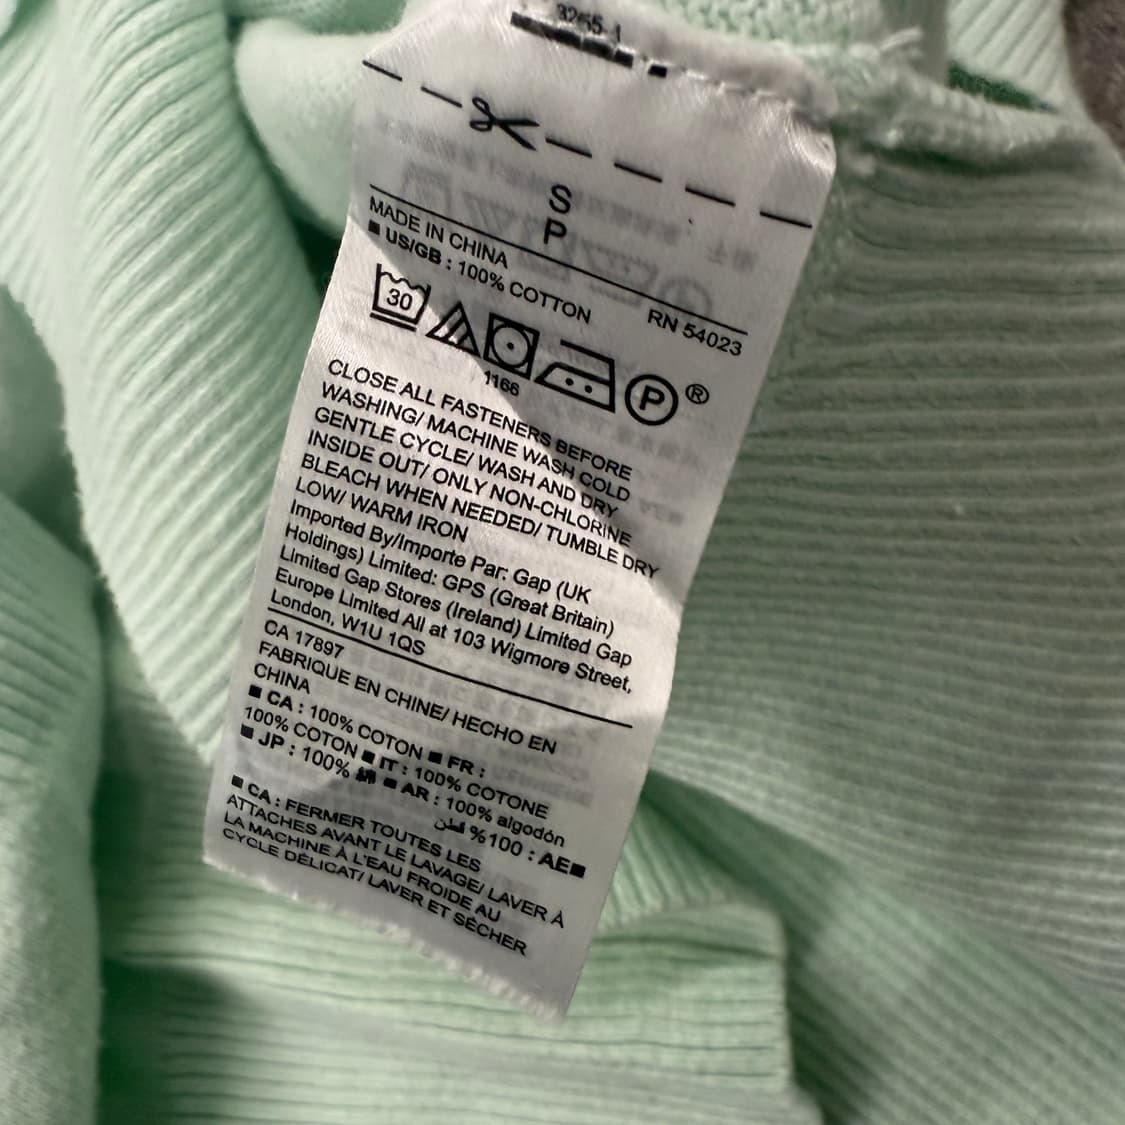 S
P
MADE IN CHINA
■ US/GB : 100% COTTON
RN 54023
30
P ®
1166
CLOSE ALL FASTENERS BEFORE
WASHING/ MACHINE WASH COLD
GENTLE CYCLE/ WASH AND DRY
INSIDE OUT/ ONLY NON-CHLORINE
BLEACH WHEN NEEDED/ TUMBLE DRY
LOW/ WARM IRON
Imported By/Importe Par: Gap (UK
Holdings) Limited: GPS (Great Britain)
Limited Gap Stores (Ireland) Limited Gap
Europe Limited All at 103 Wigmore Street,
London, W1U 1QS
CA 17897
FABRIQUE EN CHINE/ HECHO EN
CHINA
■ CA : 100% COTON ■ FR :
100% COTON ■ IT : 100% COTONE
■ JP : 100% 綿 ■ AR : 100% algodón
■AE : 100% قطن
■ CA : FERMER TOUTES LES
ATTACHES AVANT LE LAVAGE/ LAVER À
LA MACHINE À L'EAU FROIDE AU
CYCLE DÉLICAT/ LAVER ET SÉCHER